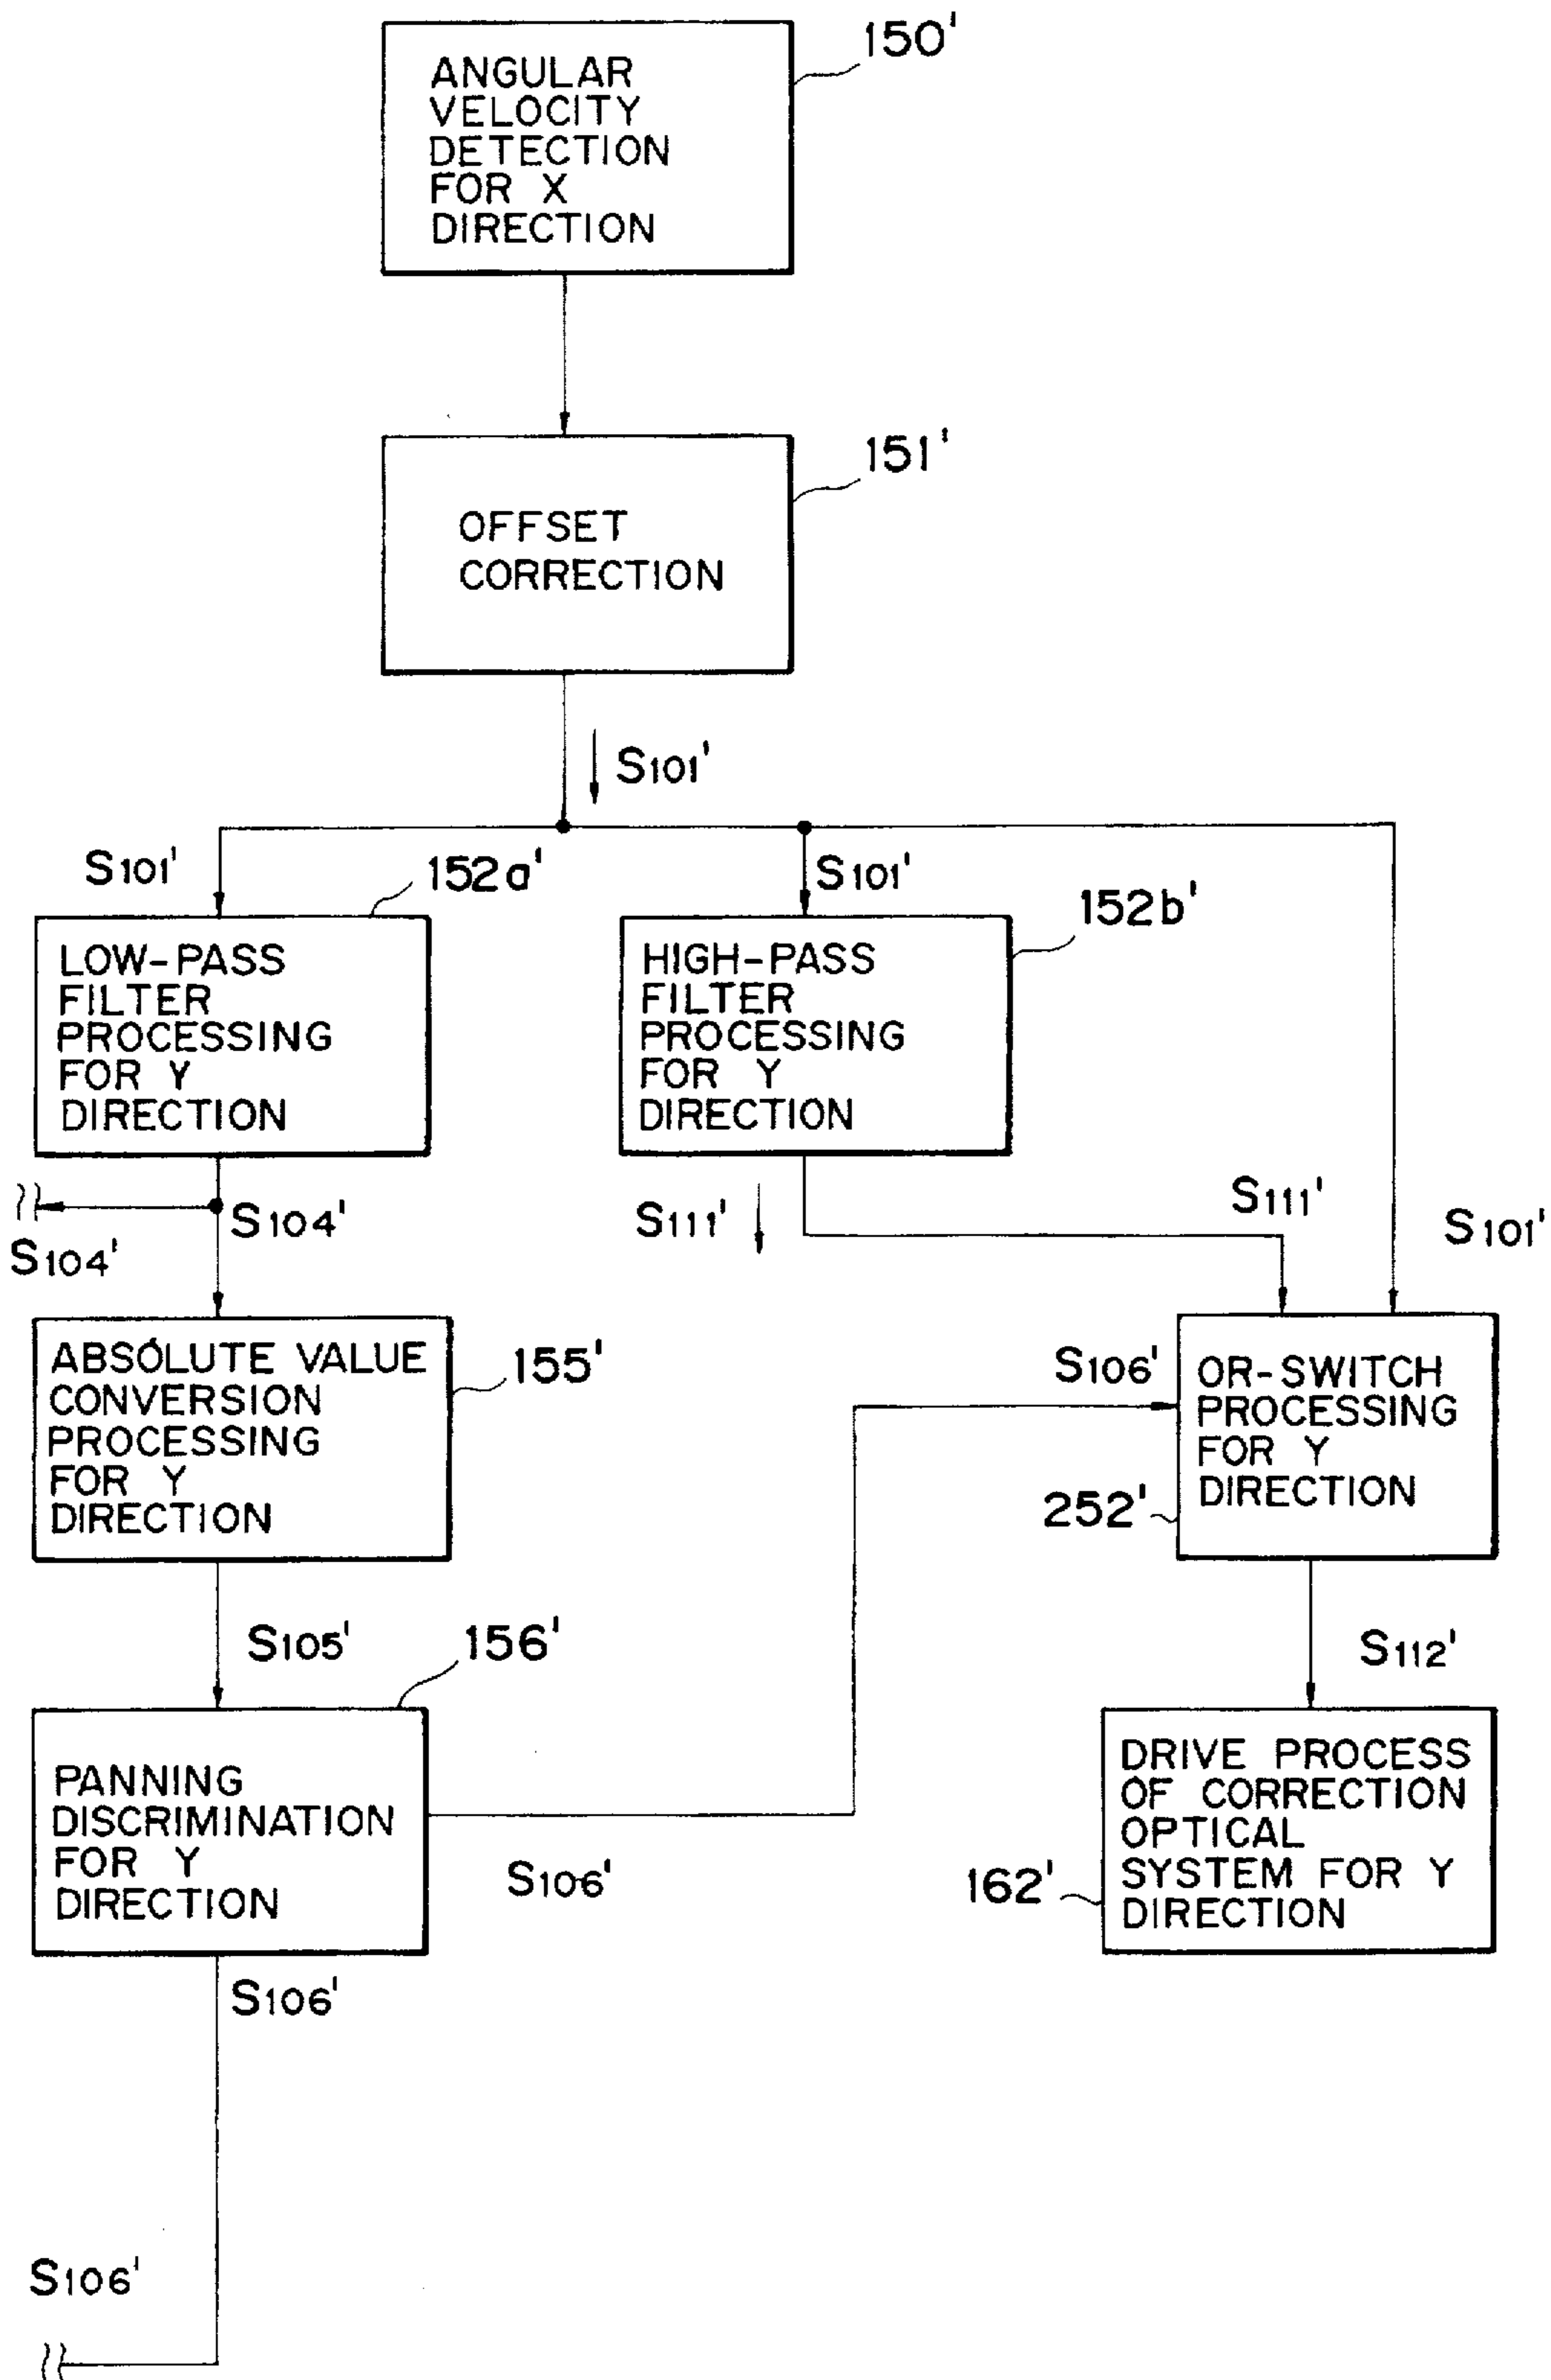 150'
ANGULAR
VELOCITY
DETECTION
FOR X
DIRECTION
151'
OFFSET
CORRECTION
S101'
S101'
152a'
S101'
152b'
LOW-PASS
FILTER
PROCESSING
FOR Y
DIRECTION
HIGH-PASS
FILTER
PROCESSING
FOR Y
DIRECTION
S104'
S104'
S111'
S111'
S101'
ABSOLUTE VALUE
CONVERSION
PROCESSING
FOR Y
DIRECTION
155'
S106'
OR-SWITCH
PROCESSING
FOR Y
DIRECTION
252'
S105'
156'
S112'
PANNING
DISCRIMINATION
FOR Y
DIRECTION
S106'
DRIVE PROCESS
OF CORRECTION
OPTICAL
SYSTEM FOR Y
DIRECTION
162'
S106'
S106'